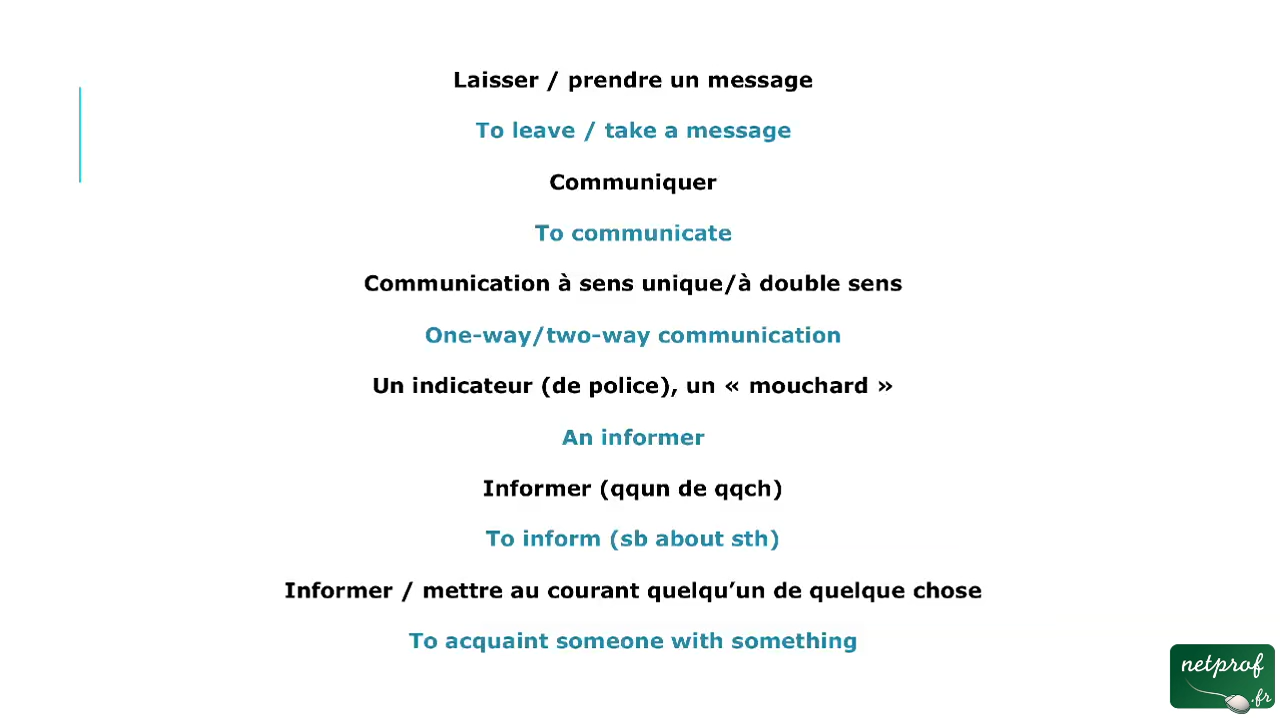 Laisser / prendre un message
To leave / take a message
Communiquer
To communicate
Communication à sens unique/à double sens
One-way/two-way communication
Un indicateur (de police), un « mouchard »
An informer
Informer (qqun de qqch)
To inform (sb about sth)
Informer / mettre au courant quelqu’un de quelque chose
To acquaint someone with something
netprof
.fr